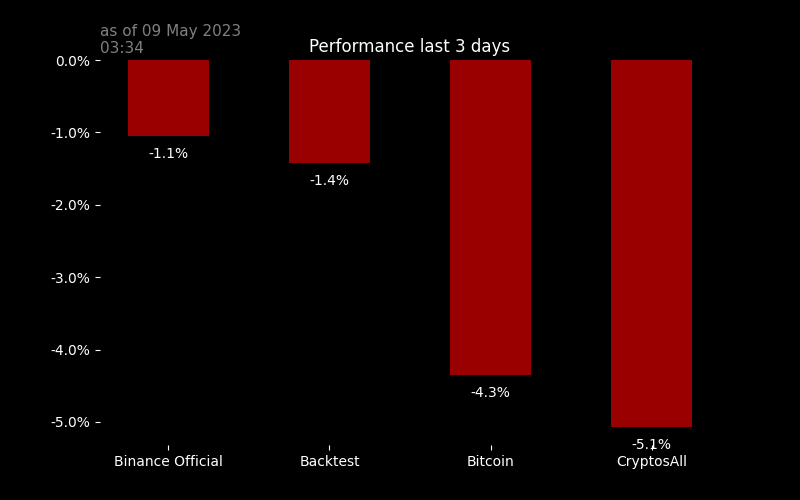 as of 09 May 2023
03:34
Performance last 3 days
0.0%
-1.0%
-2.0%
-3.0%
-4.0%
-5.0%
-1.1%
-1.4%
-4.3%
-5.1%
Binance Official
Backtest
Bitcoin
CryptosAll